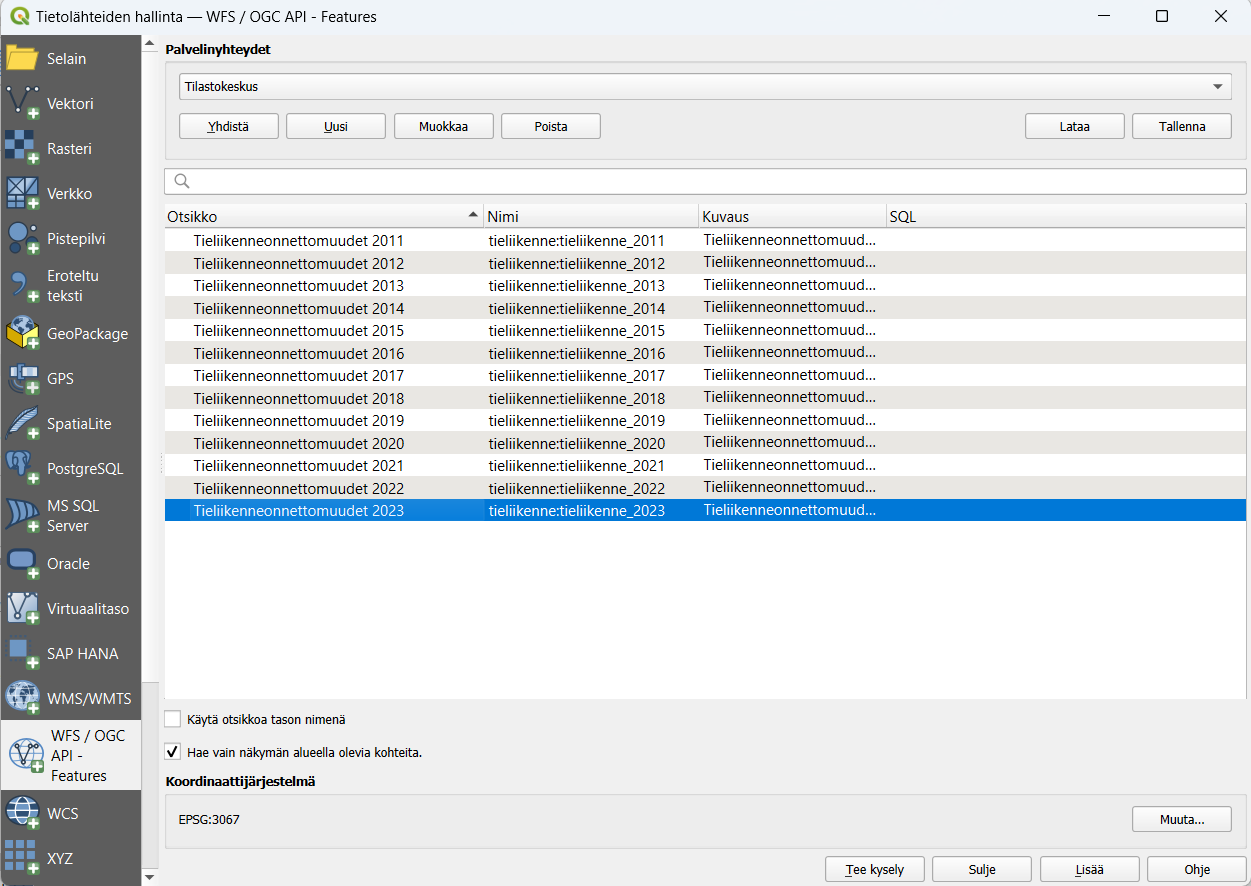 Tietolähteiden hallinta — WFS / OGC API - Features
Selain
Vektori
Rasteri
Verkko
Pistepilvi
Eroteltu
teksti
GeoPackage
GPS
SpatiaLite
PostgreSQL
MS SQL
Server
Oracle
Virtuaalitaso
SAP HANA
WMS/WMTS
WFS / OGC
API -
Features
WCS
XYZ
Palvelinyhteydet
Tilastokeskus
Yhdistä Uusi Muokkaa Poista Lataa Tallenna
Otsikko Nimi Kuvaus SQL
Tieliikenneonnettomuudet 2011 tieliikenne:tieliikenne_2011 Tieliikenneonnettomuud...
Tieliikenneonnettomuudet 2012 tieliikenne:tieliikenne_2012 Tieliikenneonnettomuud...
Tieliikenneonnettomuudet 2013 tieliikenne:tieliikenne_2013 Tieliikenneonnettomuud...
Tieliikenneonnettomuudet 2014 tieliikenne:tieliikenne_2014 Tieliikenneonnettomuud...
Tieliikenneonnettomuudet 2015 tieliikenne:tieliikenne_2015 Tieliikenneonnettomuud...
Tieliikenneonnettomuudet 2016 tieliikenne:tieliikenne_2016 Tieliikenneonnettomuud...
Tieliikenneonnettomuudet 2017 tieliikenne:tieliikenne_2017 Tieliikenneonnettomuud...
Tieliikenneonnettomuudet 2018 tieliikenne:tieliikenne_2018 Tieliikenneonnettomuud...
Tieliikenneonnettomuudet 2019 tieliikenne:tieliikenne_2019 Tieliikenneonnettomuud...
Tieliikenneonnettomuudet 2020 tieliikenne:tieliikenne_2020 Tieliikenneonnettomuud...
Tieliikenneonnettomuudet 2021 tieliikenne:tieliikenne_2021 Tieliikenneonnettomuud...
Tieliikenneonnettomuudet 2022 tieliikenne:tieliikenne_2022 Tieliikenneonnettomuud...
Tieliikenneonnettomuudet 2023 tieliikenne:tieliikenne_2023 Tieliikenneonnettomuud...
Käytä otsikkoa tason nimenä
Hae vain näkymän alueella olevia kohteita.
Koordinaattijärjestelmä
EPSG:3067 Muuta...
Tee kysely Sulje Lisää Ohje